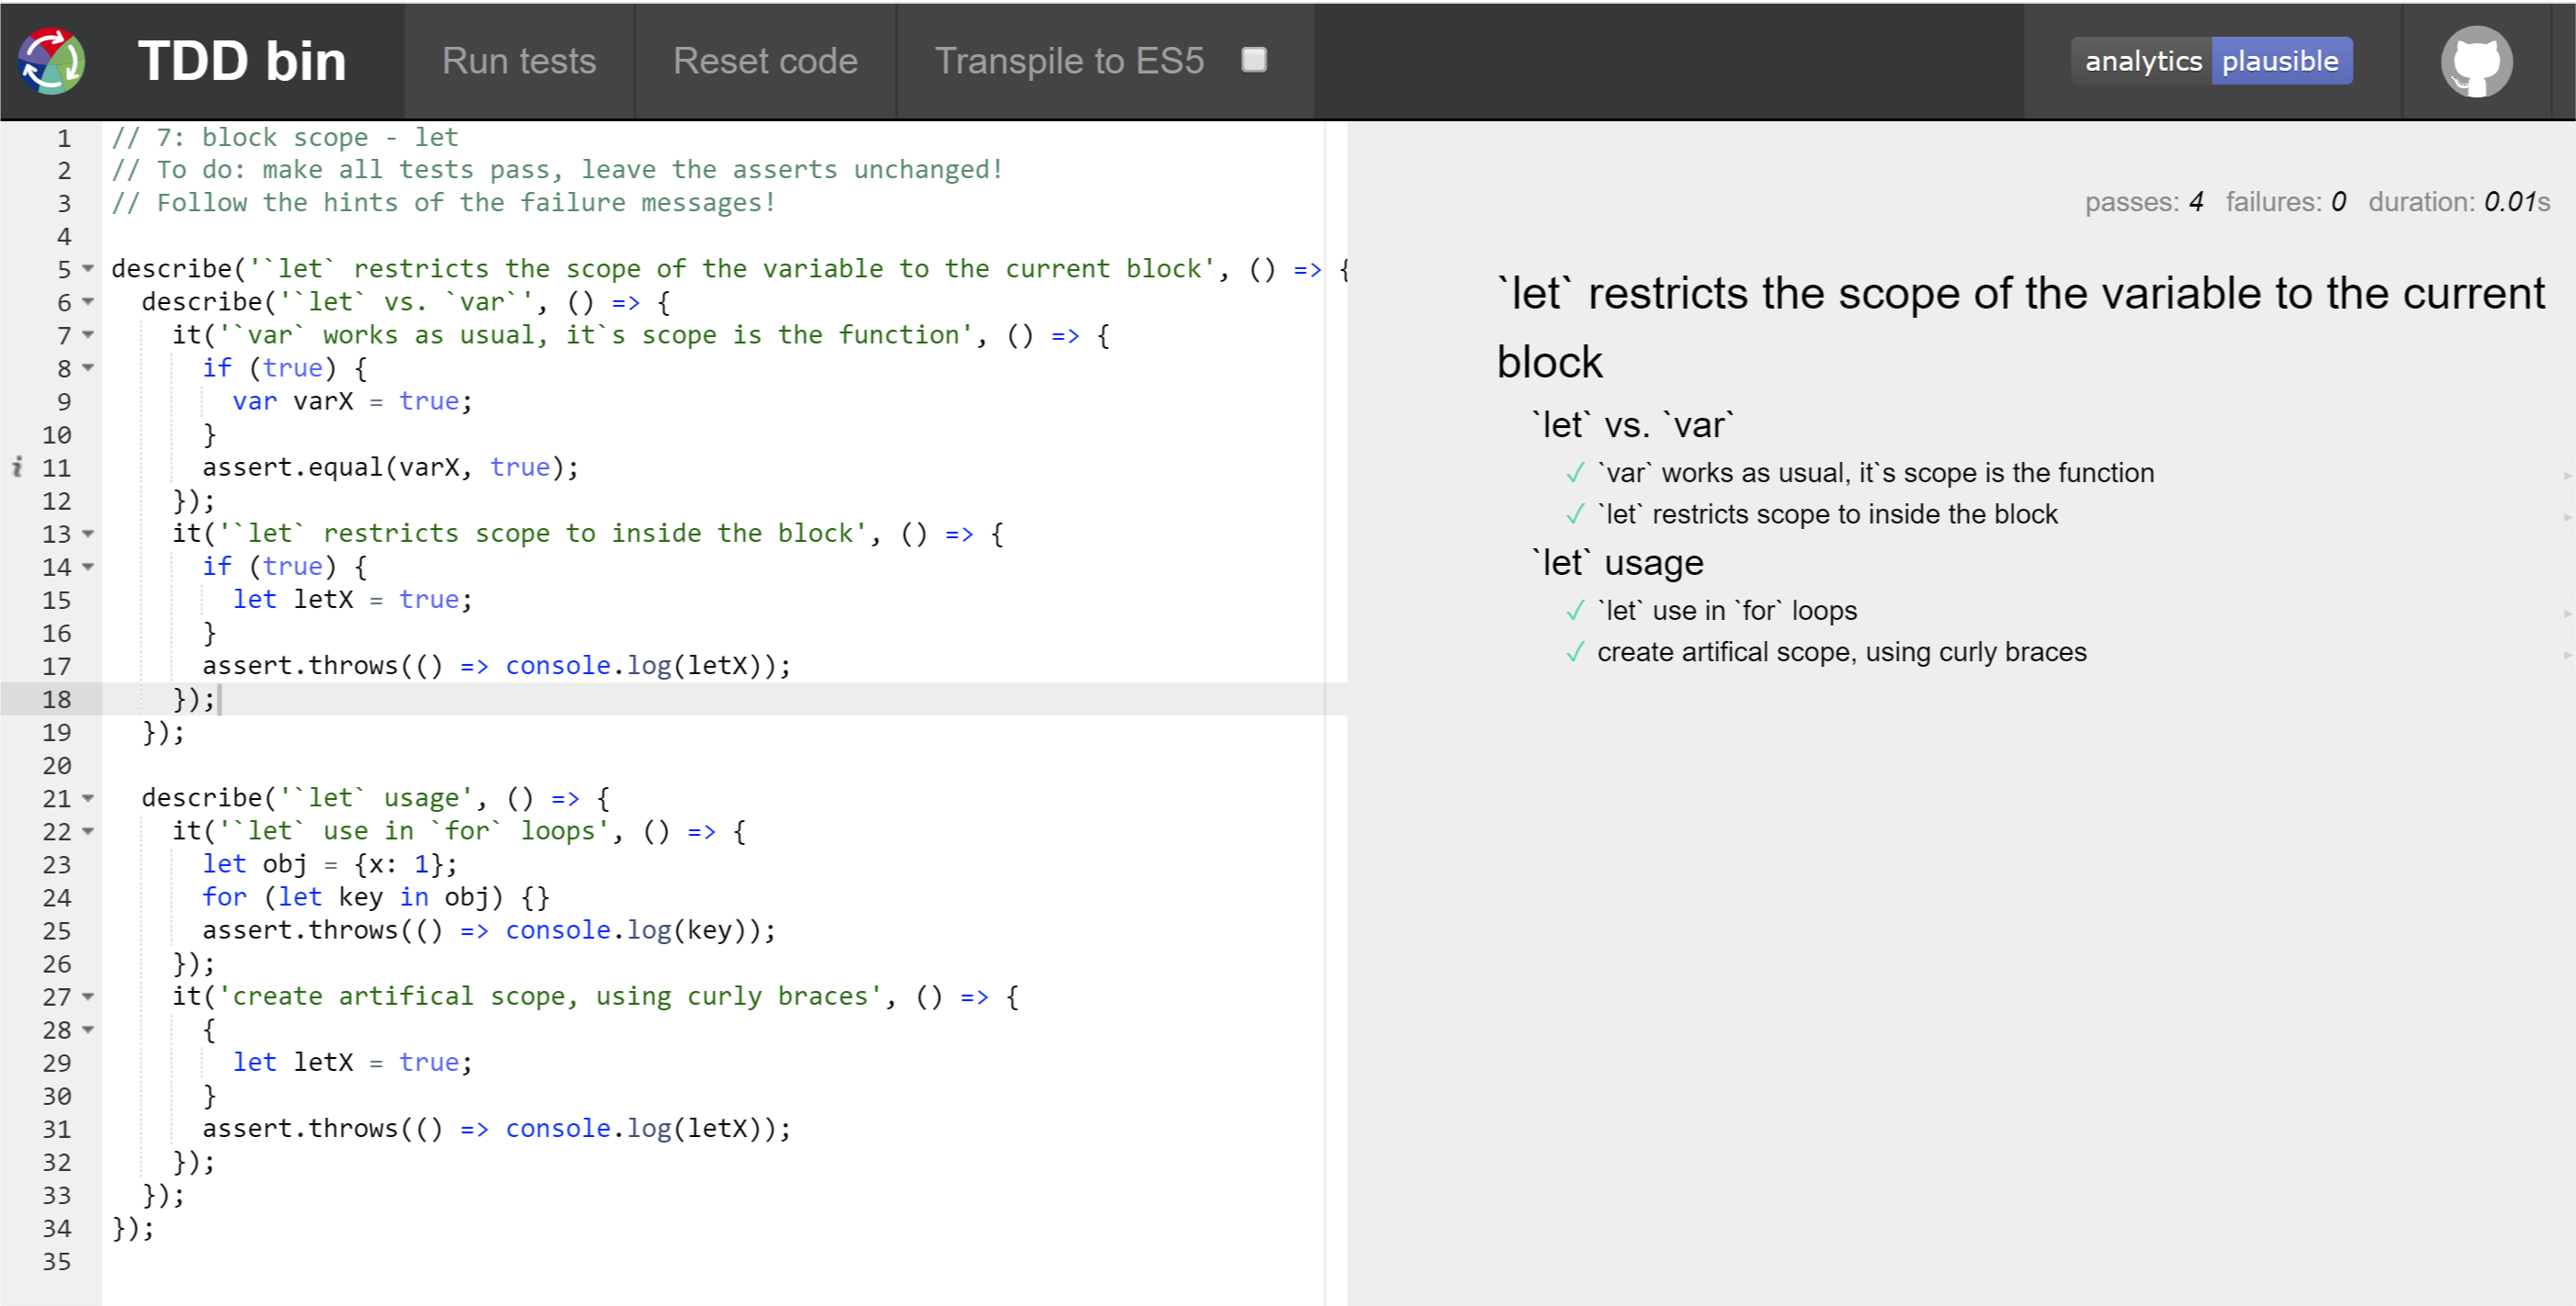 TDD bin Run tests Reset code Transpile to ES5 analytics plausible
1 // 7: block scope - let
2 // To do: make all tests pass, leave the asserts unchanged!
3 // Follow the hints of the failure messages!
4
5 describe('`let` restricts the scope of the variable to the current block', () => {
6   describe('`let` vs. `var`', () => {
7     it('`var` works as usual, it`s scope is the function', () => {
8       if (true) {
9         var varX = true;
10       }
i 11       assert.equal(varX, true);
12     });
13     it('`let` restricts scope to inside the block', () => {
14       if (true) {
15         let letX = true;
16       }
17       assert.throws(() => console.log(letX));
18     });
19   });
20
21   describe('`let` usage', () => {
22     it('`let` use in `for` loops', () => {
23       let obj = {x: 1};
24       for (let key in obj) {}
25       assert.throws(() => console.log(key));
26     });
27     it('create artifical scope, using curly braces', () => {
28       {
29         let letX = true;
30       }
31       assert.throws(() => console.log(letX));
32     });
33   });
34 });
35
passes: 4 failures: 0 duration: 0.01s
`let` restricts the scope of the variable to the current
block
`let` vs. `var`
✓ `var` works as usual, it`s scope is the function
✓ `let` restricts scope to inside the block
`let` usage
✓ `let` use in `for` loops
✓ create artifical scope, using curly braces